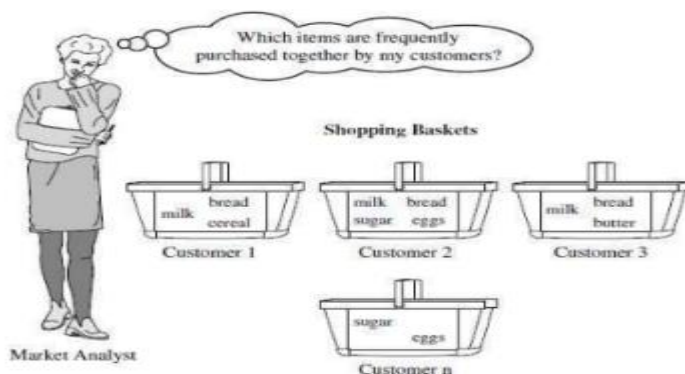 Which items are frequently
purchased together by my customers?
Shopping Baskets
milk bread
cereal
Customer 1
milk bread
sugar eggs
Customer 2
milk bread
butter
Customer 3
sugar
eggs
Customer n
Market Analyst